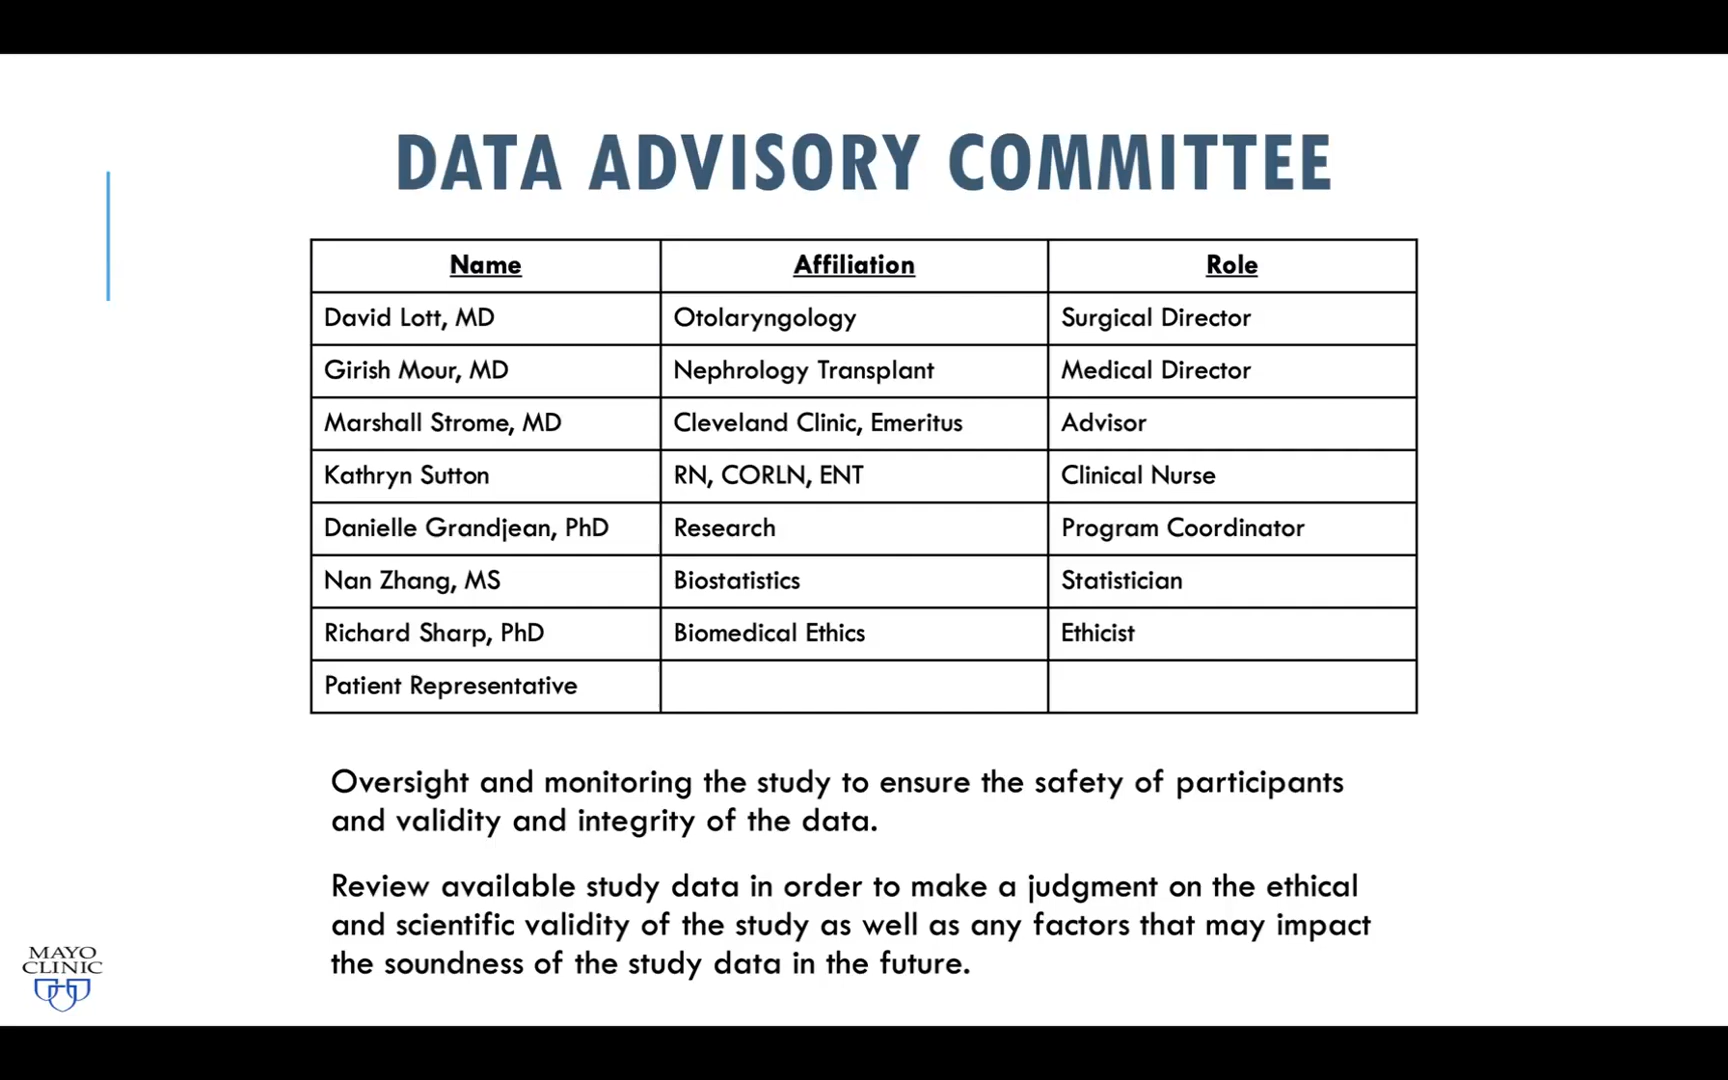 DATA ADVISORY COMMITTEE
Name Affiliation Role
David Lott, MD Otolaryngology Surgical Director
Girish Mour, MD Nephrology Transplant Medical Director
Marshall Strome, MD Cleveland Clinic, Emeritus Advisor
Kathryn Sutton RN, CORLN, ENT Clinical Nurse
Danielle Grandjean, PhD Research Program Coordinator
Nan Zhang, MS Biostatistics Statistician
Richard Sharp, PhD Biomedical Ethics Ethicist
Patient Representative
Oversight and monitoring the study to ensure the safety of participants
and validity and integrity of the data.
Review available study data in order to make a judgment on the ethical
and scientific validity of the study as well as any factors that may impact
the soundness of the study data in the future.
MAYO
CLINIC